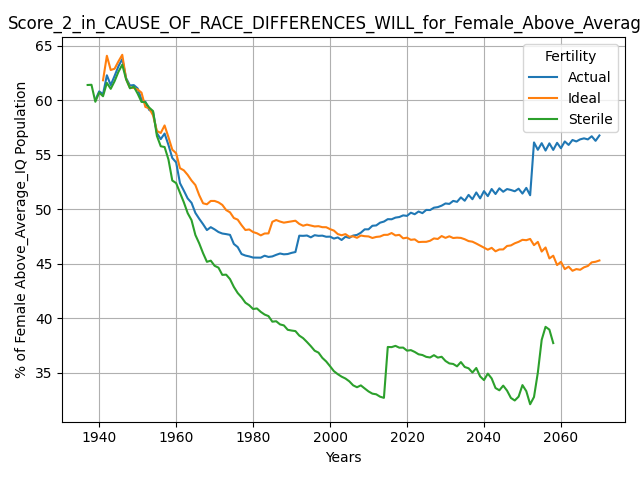 Score_2_in_CAUSE_OF_RACE_DIFFERENCES_WILL_for_Female_Above_Averag
% of Female Above_Average_IQ Population
65
60
55
50
45
40
35
Fertility
Actual
Ideal
Sterile
1940 1960 1980 2000 2020 2040 2060
Years